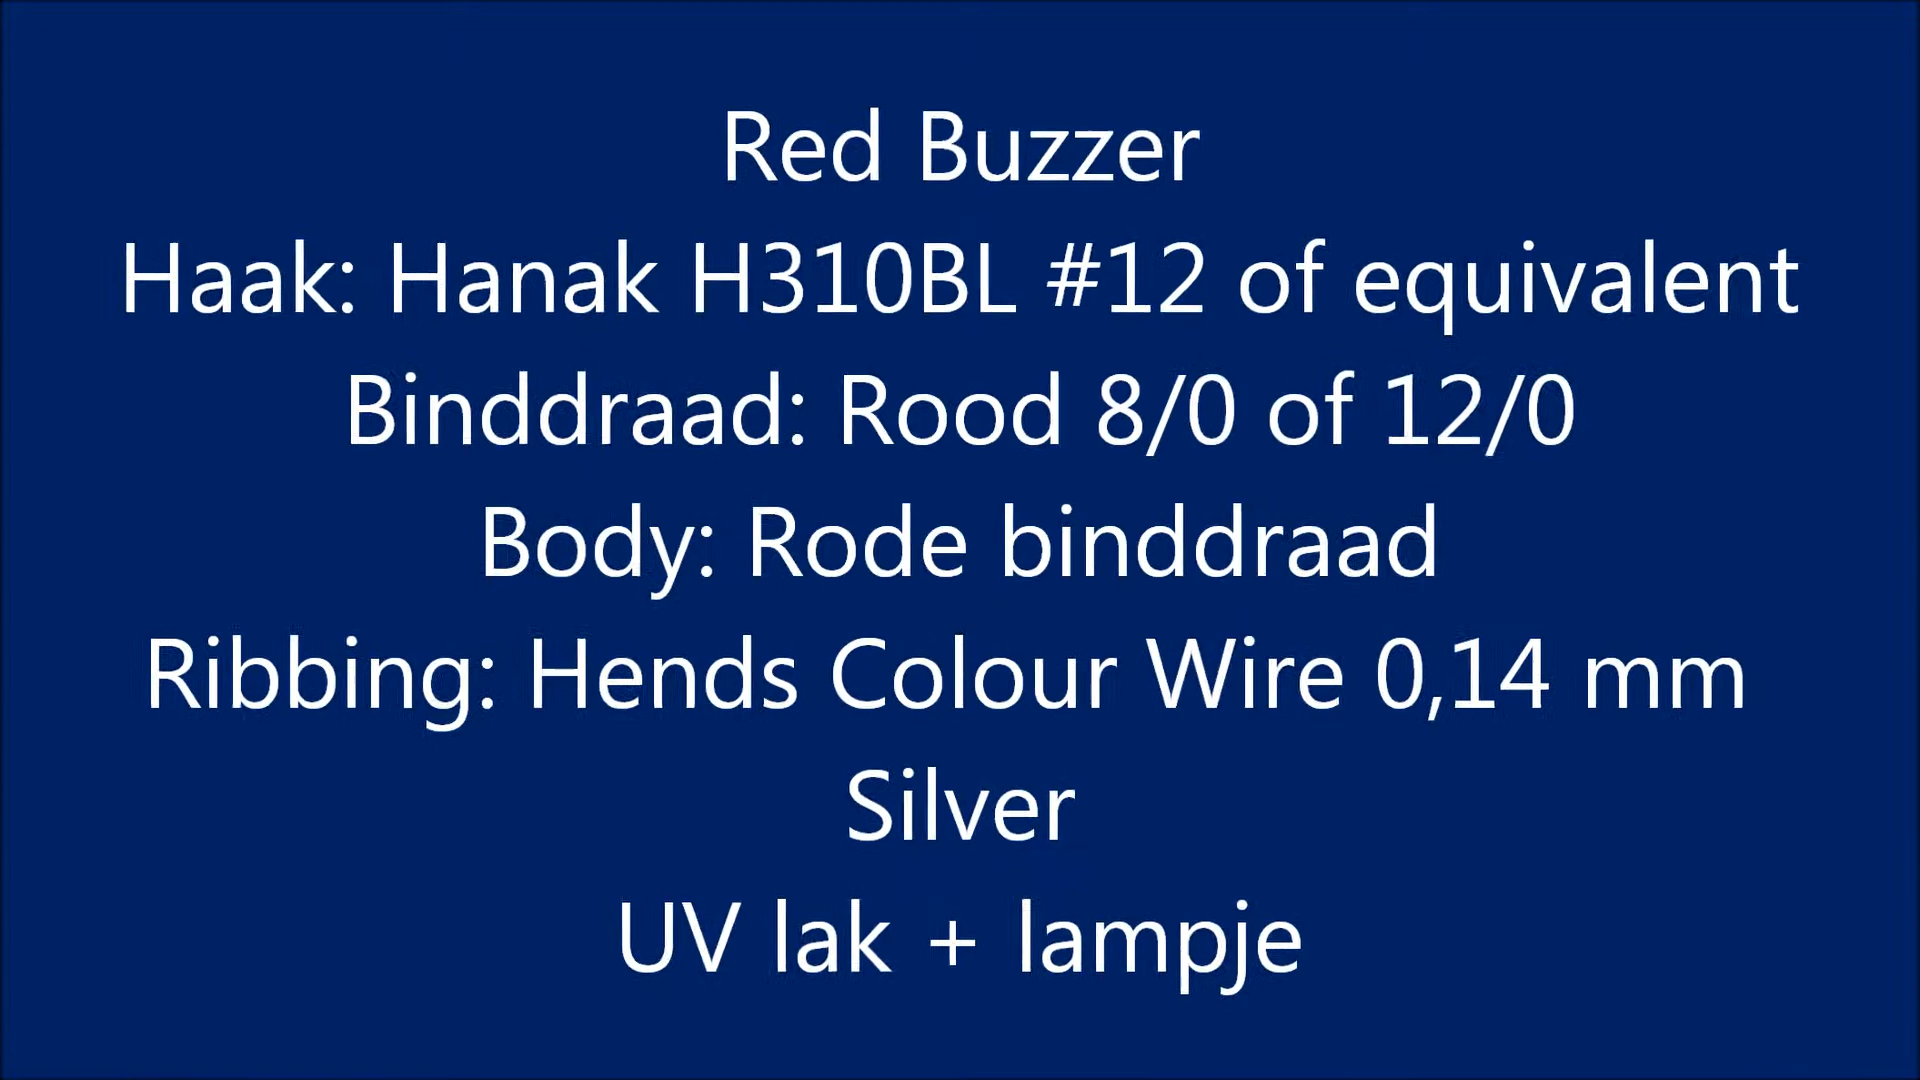 Red Buzzer
Haak: Hanak H310BL #12 of equivalent
Binddraad: Rood 8/0 of 12/0
Body: Rode binddraad
Ribbing: Hends Colour Wire 0,14 mm
Silver
UV lak + lampje